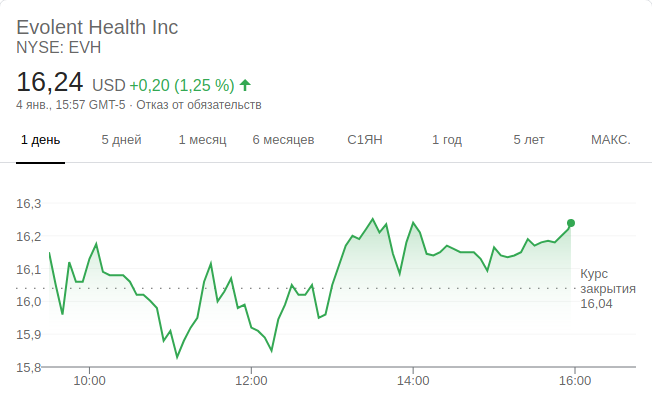 Evolent Health Inc
NYSE: EVH
16,24 USD +0,20 (1,25 %)
4 янв., 15:57 GMT-5 · Отказ от обязательств
1 день 5 дней 1 месяц 6 месяцев С1ЯН 1 год 5 лет МАКС.
16,3
16,2
16,1
Курс
закрытия
16,04
16,0
15,9
15,8
10:00 12:00 14:00 16:00